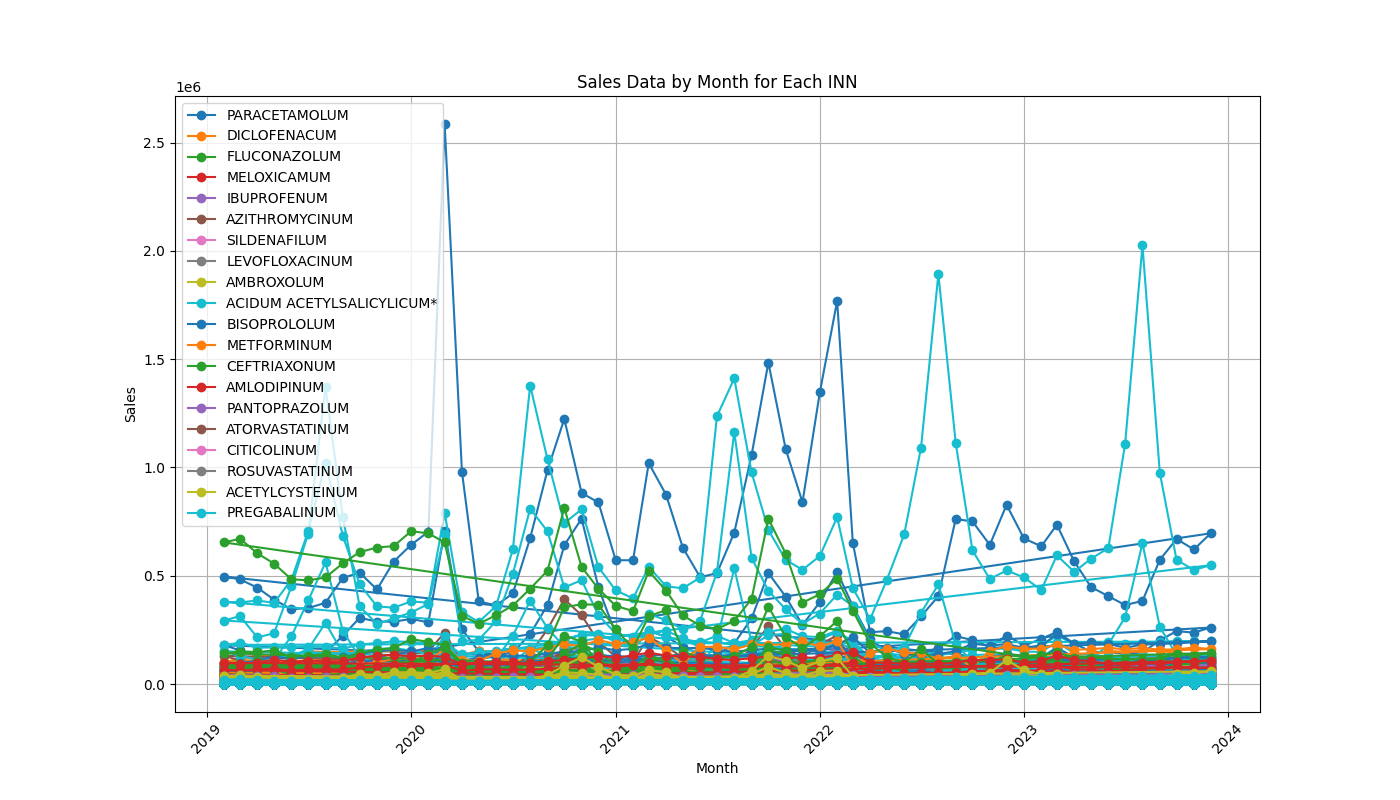 Sales Data by Month for Each INN
1e6
PARACETAMOLUM
DICLOFENACUM
FLUCONAZOLUM
MELOXICAMUM
IBUPROFENUM
AZITHROMYCINUM
SILDENAFILUM
LEVOFLOXACINUM
AMBROXOLUM
ACIDUM ACETYLSALICYLICUM*
BISOPROLOLUM
METFORMINUM
CEFTRIAXONUM
AMLODIPINUM
PANTOPRAZOLUM
ATORVASTATINUM
CITICOLINUM
ROSUVASTATINUM
ACETYLCYSTEINUM
PREGABALINUM
2.5
2.0
1.5
1.0
0.5
0.0
Sales
2019
2020
2021
2022
2023
2024
Month